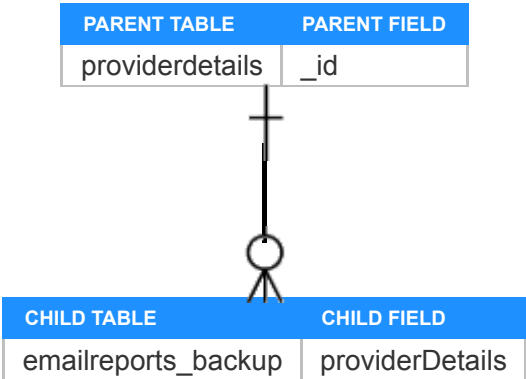 PARENT TABLE PARENT FIELD
providerdetails _id
CHILD TABLE CHILD FIELD
emailreports_backup providerDetails